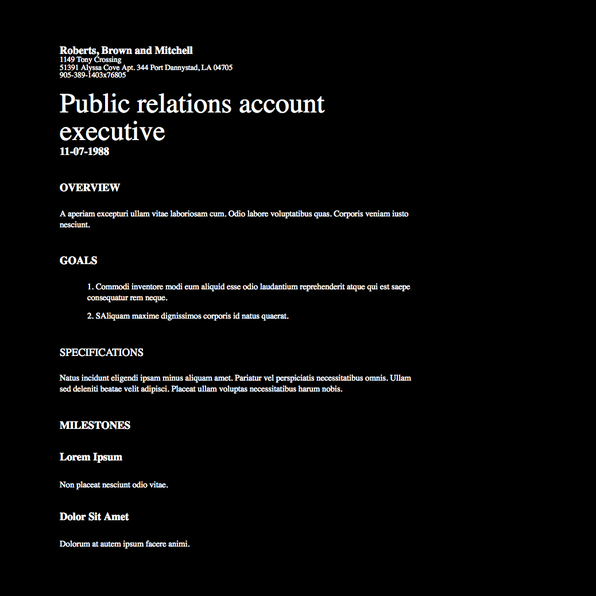 Roberts, Brown and Mitchell
1149 Tony Crossing
51391 Alyssa Cove Apt. 344 Port Dannystad, LA 04705
905-389-1403x76805
Public relations account
executive
11-07-1988
OVERVIEW
A aperiam excepturi ullam vitae laboriosam cum. Odio labore voluptatibus quas. Corporis veniam iusto
nesciunt.
GOALS
1. Commodi inventore modi eum aliquid esse odio laudantium reprehenderit atque qui est saepe
consequatur rem neque.
2. SAliquam maxime dignissimos corporis id natus quaerat.
SPECIFICATIONS
Natus incidunt eligendi ipsam minus aliquam amet. Pariatur vel perspiciatis necessitatibus omnis. Ullam
sed deleniti beatae velit adipisci. Placeat ullam voluptas necessitatibus harum nobis.
MILESTONES
Lorem Ipsum
Non placeat nesciunt odio vitae.
Dolor Sit Amet
Dolorum at autem ipsum facere animi.